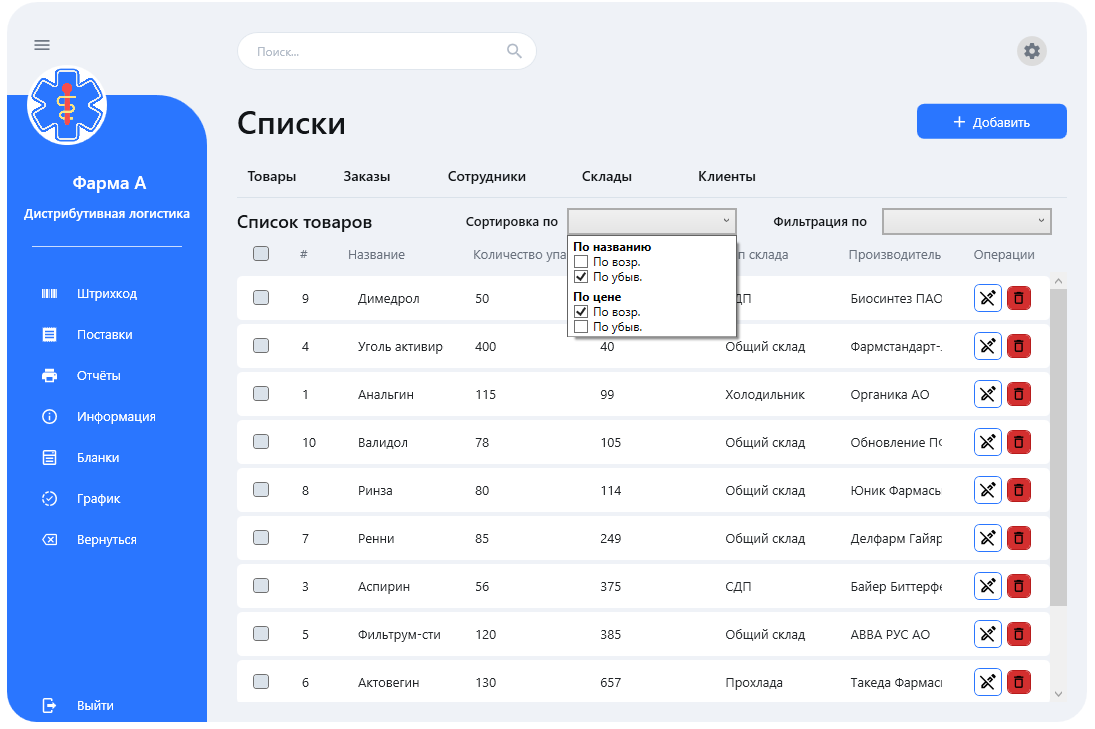 Поиск...
Списки
+ Добавить
Фарма А
Дистрибутивная логистика
Штрихкод
Поставки
Отчёты
Информация
Бланки
График
Вернуться
Выйти
Товары Заказы Сотрудники Склады Клиенты
Список товаров Сортировка по Фильтрация по
По названию
По возр.
По убыв.
По цене
По возр.
По убыв.
# Название Количество упа п склада Производитель Операции
9 Димедрол 50 ДП Биосинтез ПАО
4 Уголь активир 400 40 Общий склад Фармстандарт-
1 Анальгин 115 99 Холодильник Органика АО
10 Валидол 78 105 Общий склад Обновление ПФ
8 Ринза 80 114 Общий склад Юник Фармась
7 Ренни 85 249 Общий склад Делфарм Гайяр
3 Аспирин 56 375 СДП Байер Биттерфе
5 Фильтрум-сти 120 385 Общий склад АВВА РУС АО
6 Актовегин 130 657 Прохлада Такеда Фармась